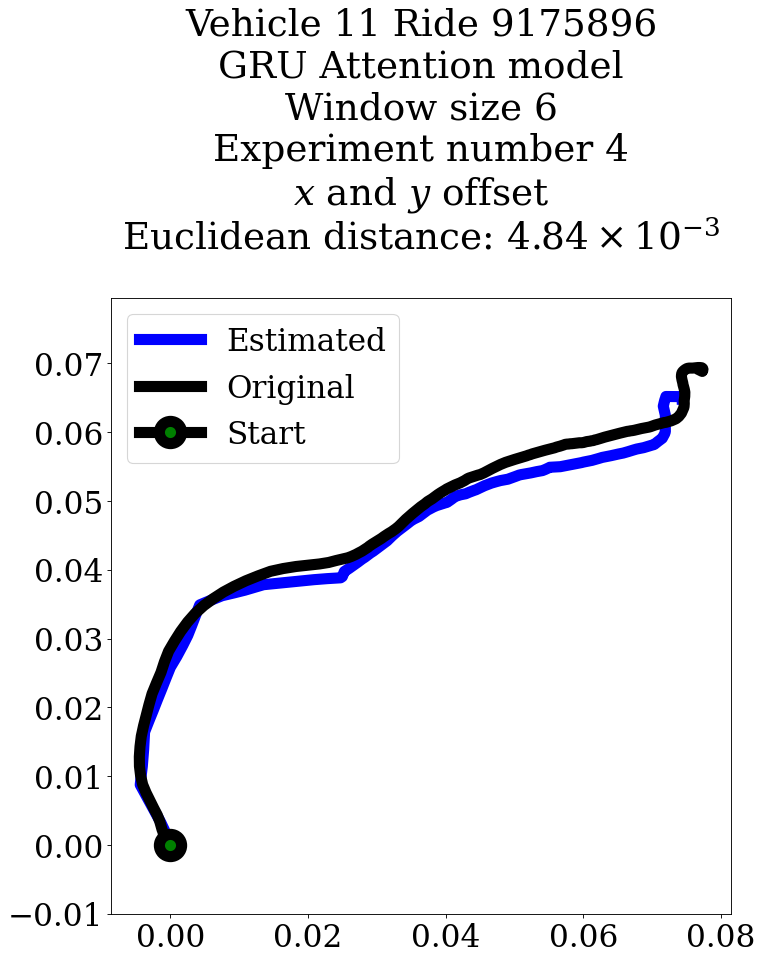 Vehicle 11 Ride 9175896
GRU Attention model
Window size 6
Experiment number 4
x and y offset
Euclidean distance: 4.84 × 10⁻³
Estimated
Original
Start
0.07
0.06
0.05
0.04
0.03
0.02
0.01
0.00
−0.01
0.00 0.02 0.04 0.06 0.08